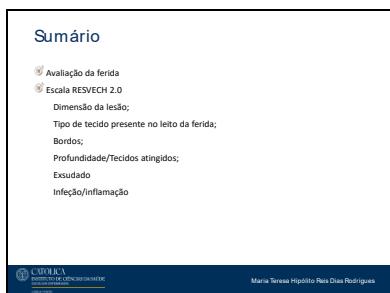 Sumário
Avaliação da ferida
Escala RESVECH 2.0
Dimensão da lesão;
Tipo de tecido presente no leito da ferida;
Bordos;
Profundidade/Tecidos atingidos;
Exsudado
Infeção/inflamação
CATOLICA
INSTITUTO DE CIÊNCIAS DA SAÚDE
Maria Teresa Hipólito Reis Dias Rodrigues